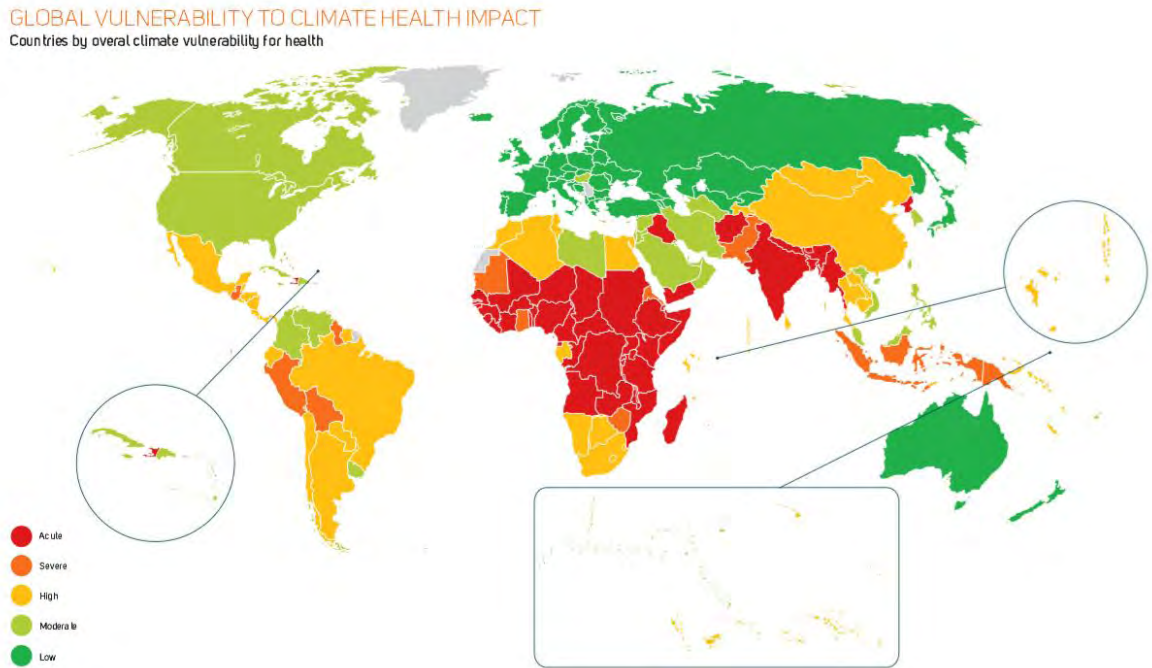 GLOBAL VULNERABILITY TO CLIMATE HEALTH IMPACT
Countries by overal climate vulnerability for health
Acute
Severe
High
Moderate
Low